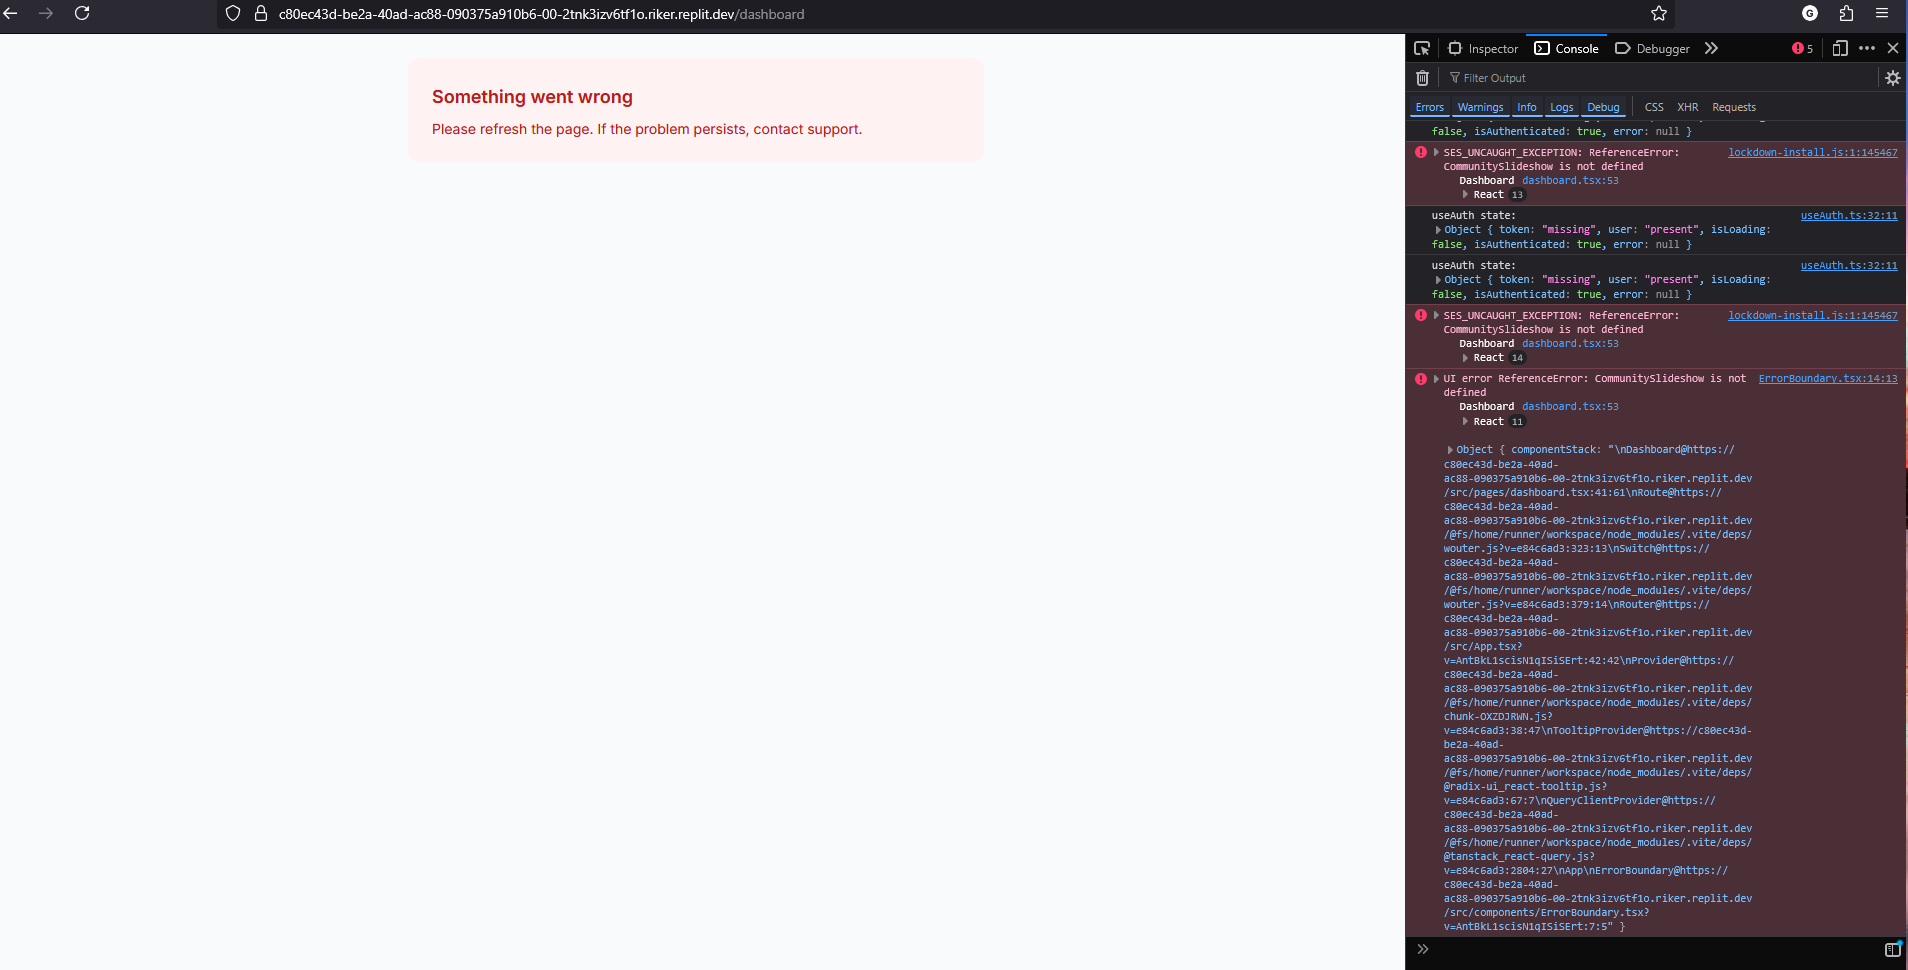 c80ec43d-be2a-40ad-ac88-090375a910b6-00-2tnk3izv6tf1o.riker.replit.dev/dashboard
G
Something went wrong
Please refresh the page. If the problem persists, contact support.
Inspector
Console
Debugger
5
Filter Output
Errors Warnings Info Logs Debug CSS XHR Requests
false, isAuthenticated: true, error: null }
SES_UNCAUGHT_EXCEPTION: ReferenceError: lockdown-install.js:1:145467
CommunitySlideshow is not defined
Dashboard dashboard.tsx:53
React 13
useAuth state: useAuth.ts:32:11
Object { token: "missing", user: "present", isLoading:
false, isAuthenticated: true, error: null }
useAuth state: useAuth.ts:32:11
Object { token: "missing", user: "present", isLoading:
false, isAuthenticated: true, error: null }
SES_UNCAUGHT_EXCEPTION: ReferenceError: lockdown-install.js:1:145467
CommunitySlideshow is not defined
Dashboard dashboard.tsx:53
React 14
UI error ReferenceError: CommunitySlideshow is not ErrorBoundary.tsx:14:13
defined
Dashboard dashboard.tsx:53
React 11
Object { componentStack: "\nDashboard@https://
c80ec43d-be2a-40ad-
ac88-090375a910b6-00-2tnk3izv6tf1o.riker.replit.dev
/src/pages/dashboard.tsx:41:61\nRoute@https://
c80ec43d-be2a-40ad-
ac88-090375a910b6-00-2tnk3izv6tf1o.riker.replit.dev
/@fs/home/runner/workspace/node_modules/.vite/deps/
wouter.js?v=e84c6ad3:323:13\nSwitch@https://
c80ec43d-be2a-40ad-
ac88-090375a910b6-00-2tnk3izv6tf1o.riker.replit.dev
/@fs/home/runner/workspace/node_modules/.vite/deps/
wouter.js?v=e84c6ad3:379:14\nRouter@https://
c80ec43d-be2a-40ad-
ac88-090375a910b6-00-2tnk3izv6tf1o.riker.replit.dev
/src/App.tsx?
v=AntBkL1scisN1qISiSErt:42:42\nProvider@https://
c80ec43d-be2a-40ad-
ac88-090375a910b6-00-2tnk3izv6tf1o.riker.replit.dev
/@fs/home/runner/workspace/node_modules/.vite/deps/
chunk-OXZDJRWN.js?
v=e84c6ad3:38:47\nTooltipProvider@https://c80ec43d-
be2a-40ad-
ac88-090375a910b6-00-2tnk3izv6tf1o.riker.replit.dev
/@fs/home/runner/workspace/node_modules/.vite/deps/
@radix-ui_react-tooltip.js?
v=e84c6ad3:67:7\nQueryClientProvider@https://
c80ec43d-be2a-40ad-
ac88-090375a910b6-00-2tnk3izv6tf1o.riker.replit.dev
/@fs/home/runner/workspace/node_modules/.vite/deps/
@tanstack_react-query.js?
v=e84c6ad3:2804:27\nApp\nErrorBoundary@https://
c80ec43d-be2a-40ad-
ac88-090375a910b6-00-2tnk3izv6tf1o.riker.replit.dev
/src/components/ErrorBoundary.tsx?
v=AntBkL1scisN1qISiSErt:7:5" }